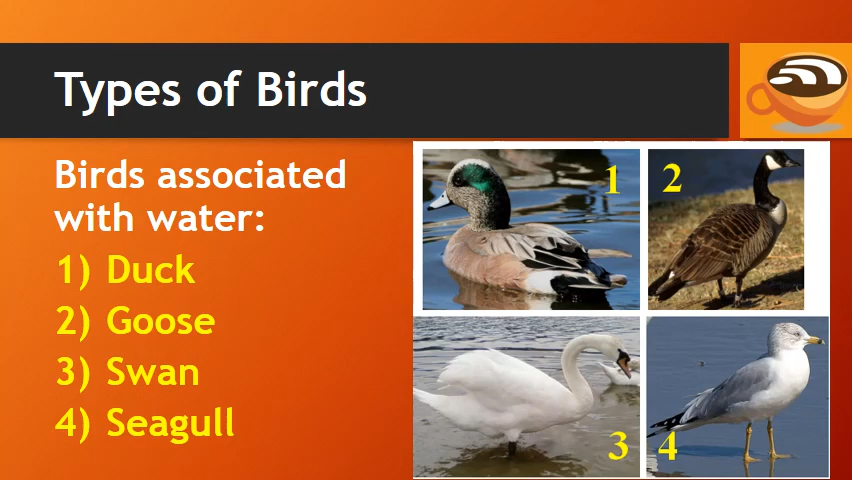 Types of Birds
Birds associated
with water:
1) Duck
2) Goose
3) Swan
4) Seagull
1
2
3
4